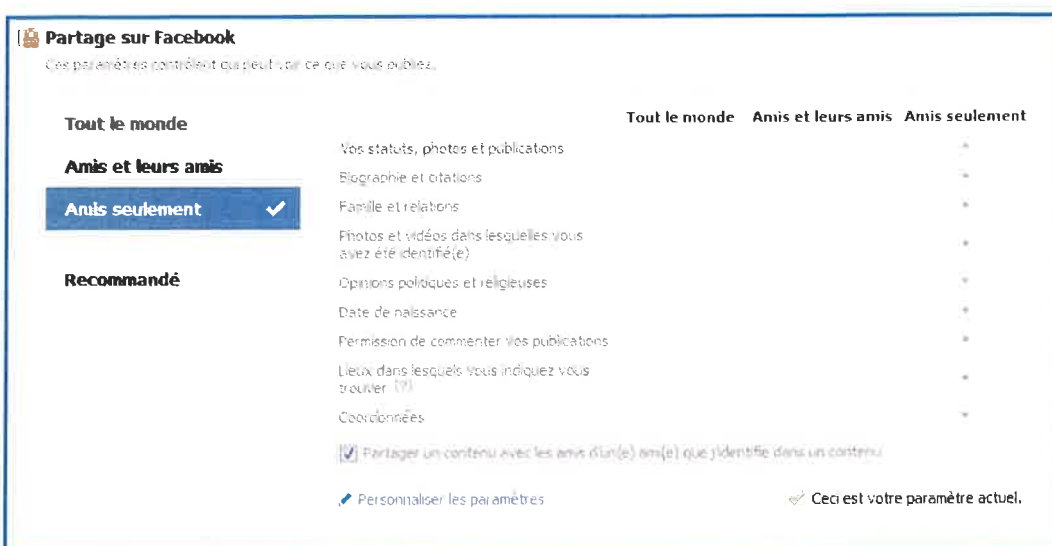 Partage sur Facebook
Ces paramètres contrôlent qui peut voir ce que vous publiez.
Tout le monde
Amis et leurs amis
Amis seulement
Recommandé
Tout le monde Amis et leurs amis Amis seulement
Vos statuts, photos et publications
Biographie et citations
Famille et relations
Photos et vidéos dans lesquelles vous
avez été identifié(e)
Opinions politiques et religieuses
Date de naissance
Permission de commenter vos publications
Lieux dans lesquels vous indiquez vous
trouver [?]
Coordonnées
Partager un contenu avec les amis d'un(e) ami(e) que j'identifie dans un contenu
Personnaliser les paramètres
Ceci est votre paramètre actuel.